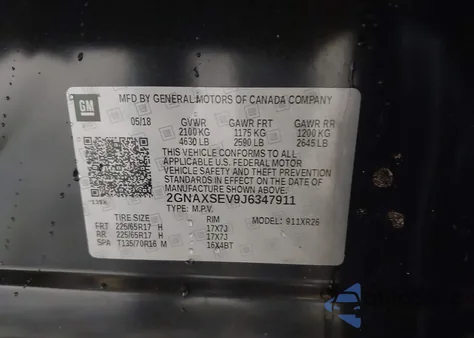 GM
MFD BY GENERAL MOTORS OF CANADA COMPANY
05/18 GVWR GAWR FRT GAWR RR
2100 KG 1175 KG 1200 KG
4630 LB 2590 LB 2645 LB
THIS VEHICLE CONFORMS TO ALL
APPLICABLE U.S. FEDERAL MOTOR
VEHICLE SAFETY AND THEFT
PREVENTION STANDARDS IN EFFECT ON
THE DATE OF MANUFACTURE SHOWN ABOVE.
2GNAXSEV9J6347911
TYPE: M.P.V. MODEL: 911XR26
TIRE SIZE RIM
FRT 225/65R17 H 17X7J
RR 225/65R17 H 17X7J
SPA T135/70R16 M 16X4BT